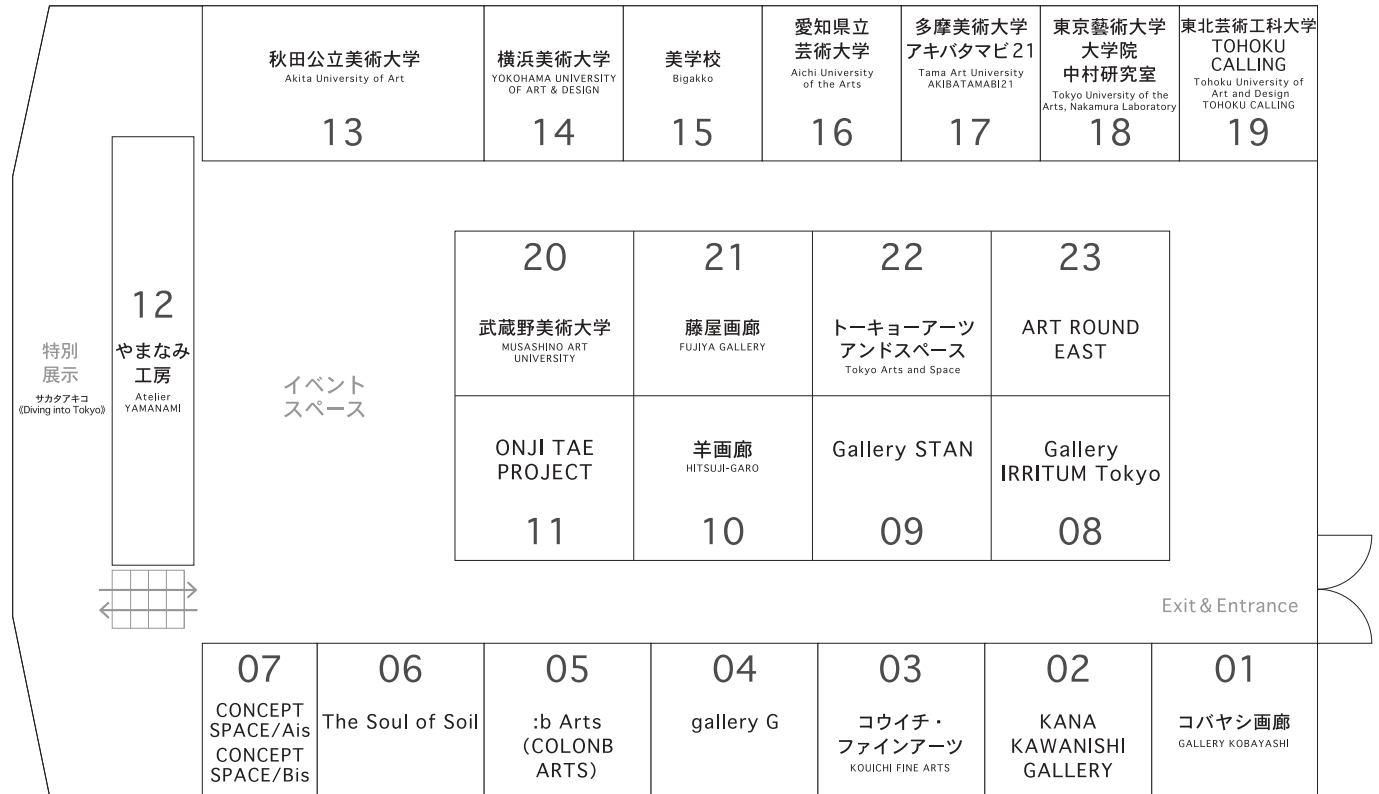 秋田公立美術大学
Akita University of Art
13
横浜美術大学
YOKOHAMA UNIVERSITY
OF ART & DESIGN
14
美学校
Bigakko
15
愛知県立
芸術大学
Aichi University
of the Arts
16
多摩美術大学
アキバタマビ21
Tama Art University
AKIBATAMABI21
17
東京藝術大学
大学院
中村研究室
Tokyo University of the
Arts, Nakamura Laboratory
18
東北芸術工科大学
TOHOKU
CALLING
Tohoku University of
Art and Design
TOHOKU CALLING
19
特別
展示
サカタアキコ
《Diving into Tokyo》
12
やまなみ
工房
Atelier
YAMANAMI
イベント
スペース
20
武蔵野美術大学
MUSASHINO ART
UNIVERSITY
21
藤屋画廊
FUJIYA GALLERY
22
トーキョーアーツ
アンドスペース
Tokyo Arts and Space
23
ART ROUND
EAST
ONJI TAE
PROJECT
11
羊画廊
HITSUJI-GARO
10
Gallery STAN
09
Gallery
IRRITUM Tokyo
08
Exit & Entrance
07
CONCEPT
SPACE/Ais
CONCEPT
SPACE/Bis
06
The Soul of Soil
05
:b Arts
(COLONB
ARTS)
04
gallery G
03
コウイチ・
ファインアーツ
KOUICHI FINE ARTS
02
KANA
KAWANISHI
GALLERY
01
コバヤシ画廊
GALLERY KOBAYASHI